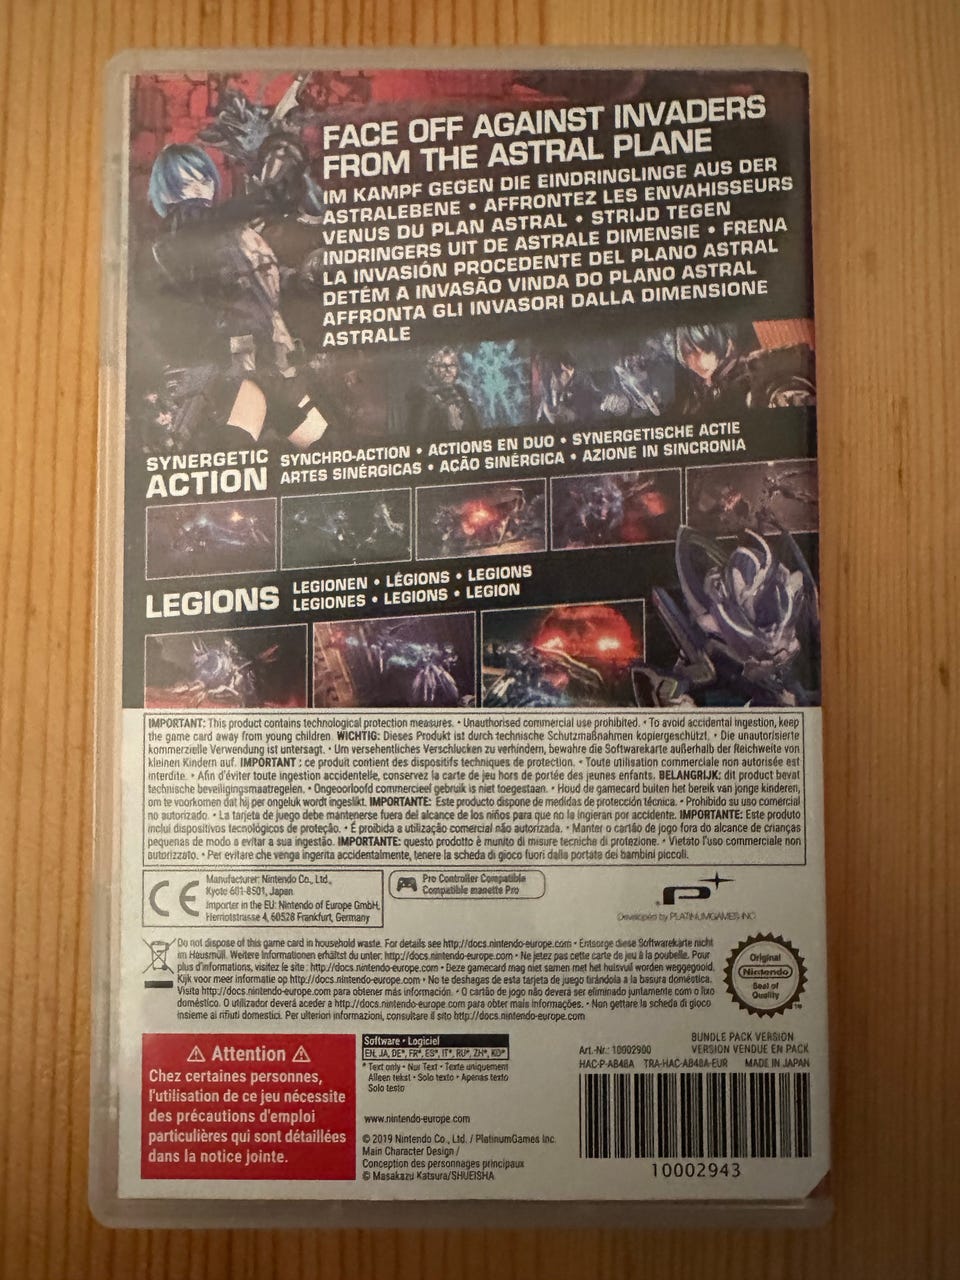 FACE OFF AGAINST INVADERS
FROM THE ASTRAL PLANE
IM KAMPF GEGEN DIE EINDRINGLINGE AUS DER
ASTRALEBENE • AFFRONTEZ LES ENVAHISSEURS
VENUS DU PLAN ASTRAL • STRIJD TEGEN
INDRINGERS UIT DE ASTRALE DIMENSIE • FRENA
LA INVASIÓN PROCEDENTE DEL PLANO ASTRAL
DETÉM A INVASÃO VINDA DO PLANO ASTRAL
AFFRONTA GLI INVASORI DALLA DIMENSIONE
ASTRALE
SYNERGETIC
ACTION
SYNCHRO-ACTION • ACTIONS EN DUO • SYNERGETISCHE ACTIE
ARTES SINÉRGICAS • AÇÃO SINÉRGICA • AZIONE IN SINCRONIA
LEGIONS
LEGIONEN • LÉGIONS • LEGIONS
LEGIONES • LEGIONS • LEGION
IMPORTANT: This product contains technological protection measures. • Unauthorised commercial use prohibited. • To avoid accidental ingestion, keep
the game card away from young children. WICHTIG: Dieses Produkt ist durch technische Schutzmaßnahmen kopiergeschützt. • Die unautorisierte
kommerzielle Verwendung ist untersagt. • Um versehentliches Verschlucken zu verhindern, bewahre die Softwarekarte außerhalb der Reichweite von
kleinen Kindern auf. IMPORTANT : ce produit contient des dispositifs techniques de protection. • Toute utilisation commerciale non autorisée est
interdite. • Afin d'éviter toute ingestion accidentelle, conservez la carte de jeu hors de portée des jeunes enfants. BELANGRIJK: dit product bevat
technische beveiligingsmaatregelen. • Ongeoorloofd commercieel gebruik is niet toegestaan. • Houd de gamecard buiten het bereik van jonge kinderen,
om te voorkomen dat hij per ongeluk wordt ingeslikt. IMPORTANTE: Este producto dispone de medidas de protección técnica. • Prohibido su uso comercial
no autorizado. • La tarjeta de juego debe mantenerse fuera del alcance de los niños para que no la ingieran por accidente. IMPORTANTE: Este produto
inclui dispositivos tecnológicos de proteção. • É proibida a utilização comercial não autorizada. • Manter o cartão de jogo fora do alcance de crianças
pequenas de modo a evitar a sua ingestão. IMPORTANTE: questo prodotto è munito di misure tecniche di protezione. • Vietato l'uso commerciale non
autorizzato. • Per evitare che venga ingerita accidentalmente, tenere la scheda di gioco fuori dalla portata dei bambini piccoli.
CE
Manufacturer: Nintendo Co., Ltd.,
Kyoto 601-8501, Japan
Importer in the EU: Nintendo of Europe GmbH,
Herriotstrasse 4, 60528 Frankfurt, Germany
Pro Controller Compatible
Compatible manette Pro
Developed by PLATINUMGAMES INC.
Do not dispose of this game card in household waste. For details see http://docs.nintendo-europe.com • Entsorge diese Softwarekarte nicht
im Hausmüll. Weitere Informationen erhältst du unter: http://docs.nintendo-europe.com • Ne jetez pas cette carte de jeu à la poubelle. Pour
plus d'informations, visitez le site : http://docs.nintendo-europe.com • Deze gamecard mag niet samen met het huisvuil worden weggegooid.
Kijk voor meer informatie op http://docs.nintendo-europe.com • No te deshagas de esta tarjeta de juego tirándola a la basura doméstica.
Visita http://docs.nintendo-europe.com para obtener más información. • O cartão de jogo não deverá ser eliminado juntamente com o lixo
doméstico. O utilizador deverá aceder a http://docs.nintendo-europe.com para obter mais informações. • Non gettare la scheda di gioco
insieme ai rifiuti domestici. Per ulteriori informazioni, consultare il sito http://docs.nintendo-europe.com
Original
Nintendo
Seal of
Quality
TM
Attention
Chez certaines personnes,
l'utilisation de ce jeu nécessite
des précautions d'emploi
particulières qui sont détaillées
dans la notice jointe.
Software • Logiciel
EN, JA, DE*, FR*, ES*, IT*, RU*, ZH*, KO*
* Text only • Nur Text • Texte uniquement
Alleen tekst • Solo texto • Apenas texto
Solo testo
www.nintendo-europe.com
© 2019 Nintendo Co., Ltd. / PlatinumGames Inc.
Main Character Design /
Conception des personnages principaux
© Masakazu Katsura/SHUEISHA
BUNDLE PACK VERSION
Art.-Nr.: 10002900 VERSION VENDUE EN PACK
HAC-P-AB48A TRA-HAC-AB48A-EUR MADE IN JAPAN
10002943